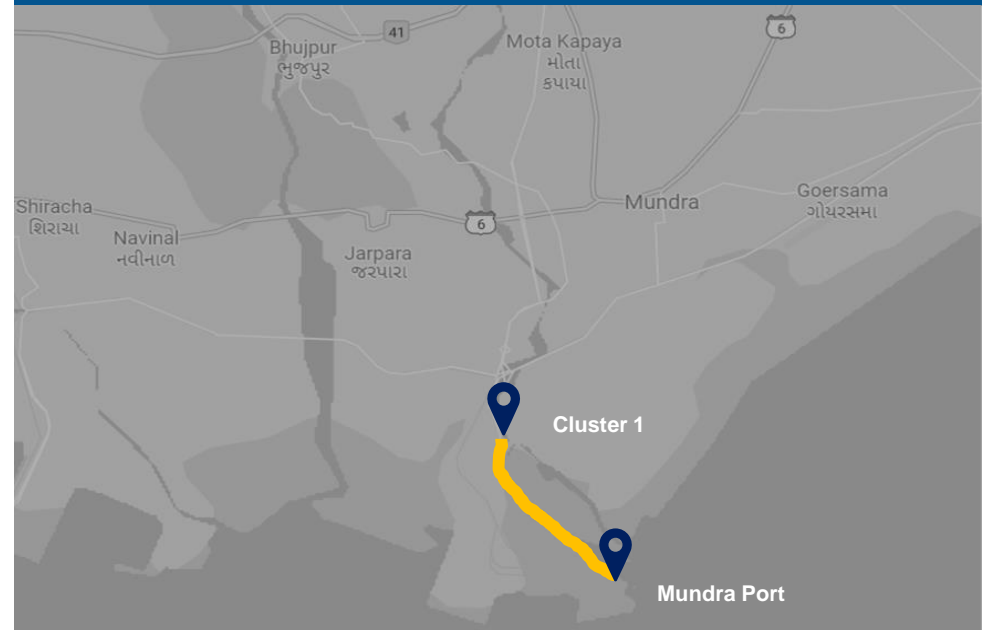 41
6
Bhujpur
ભુજપુર
Mota Kapaya
મોટા
કપાયા
Shiracha
શિરાચા
Navinal
નવીનાળ
Jarpara
જરપારા
6
Mundra
Goersama
ગોયરસમા
Cluster 1
Mundra Port